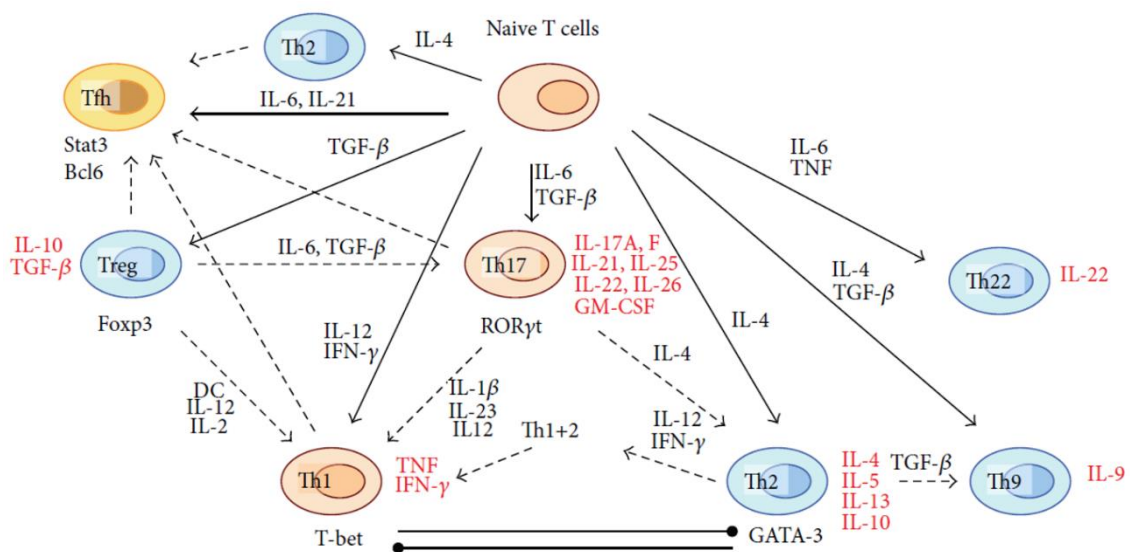 Naive T cells
Th2
IL-4
Tfh
IL-6, IL-21
Stat3
Bcl6
TGF-β
IL-6
TGF-β
IL-6
TNF
IL-10
TGF-β
Treg
IL-6, TGF-β
Th17
IL-17A, F
IL-21, IL-25
IL-22, IL-26
GM-CSF
IL-4
TGF-β
Th22
IL-22
Foxp3
RORγt
IL-12
IFN-γ
IL-4
IL-4
DC
IL-12
IL-2
IL-1β
IL-23
IL12
Th1+2
IL-12
IFN-γ
Th1
TNF
IFN-γ
Th2
IL-4
IL-5
IL-13
IL-10
TGF-β
Th9
IL-9
T-bet
GATA-3